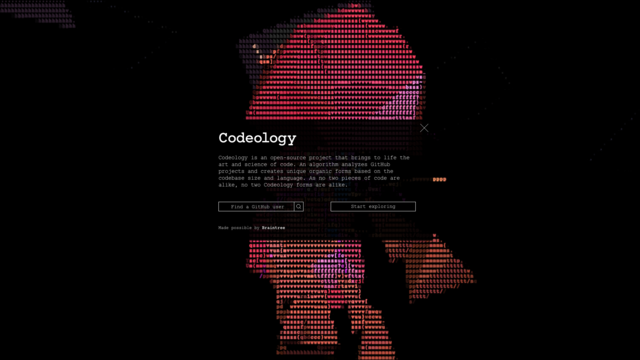 Codeology
Codeology is an open-source project that brings to life the
art and science of code. An algorithm analyzes GitHub
projects and creates unique organic forms based on the
codebase size and language. As no two pieces of code are
alike, no two Codeology forms are alike.
Find a GitHub user
Start exploring
Made possible by Braintree